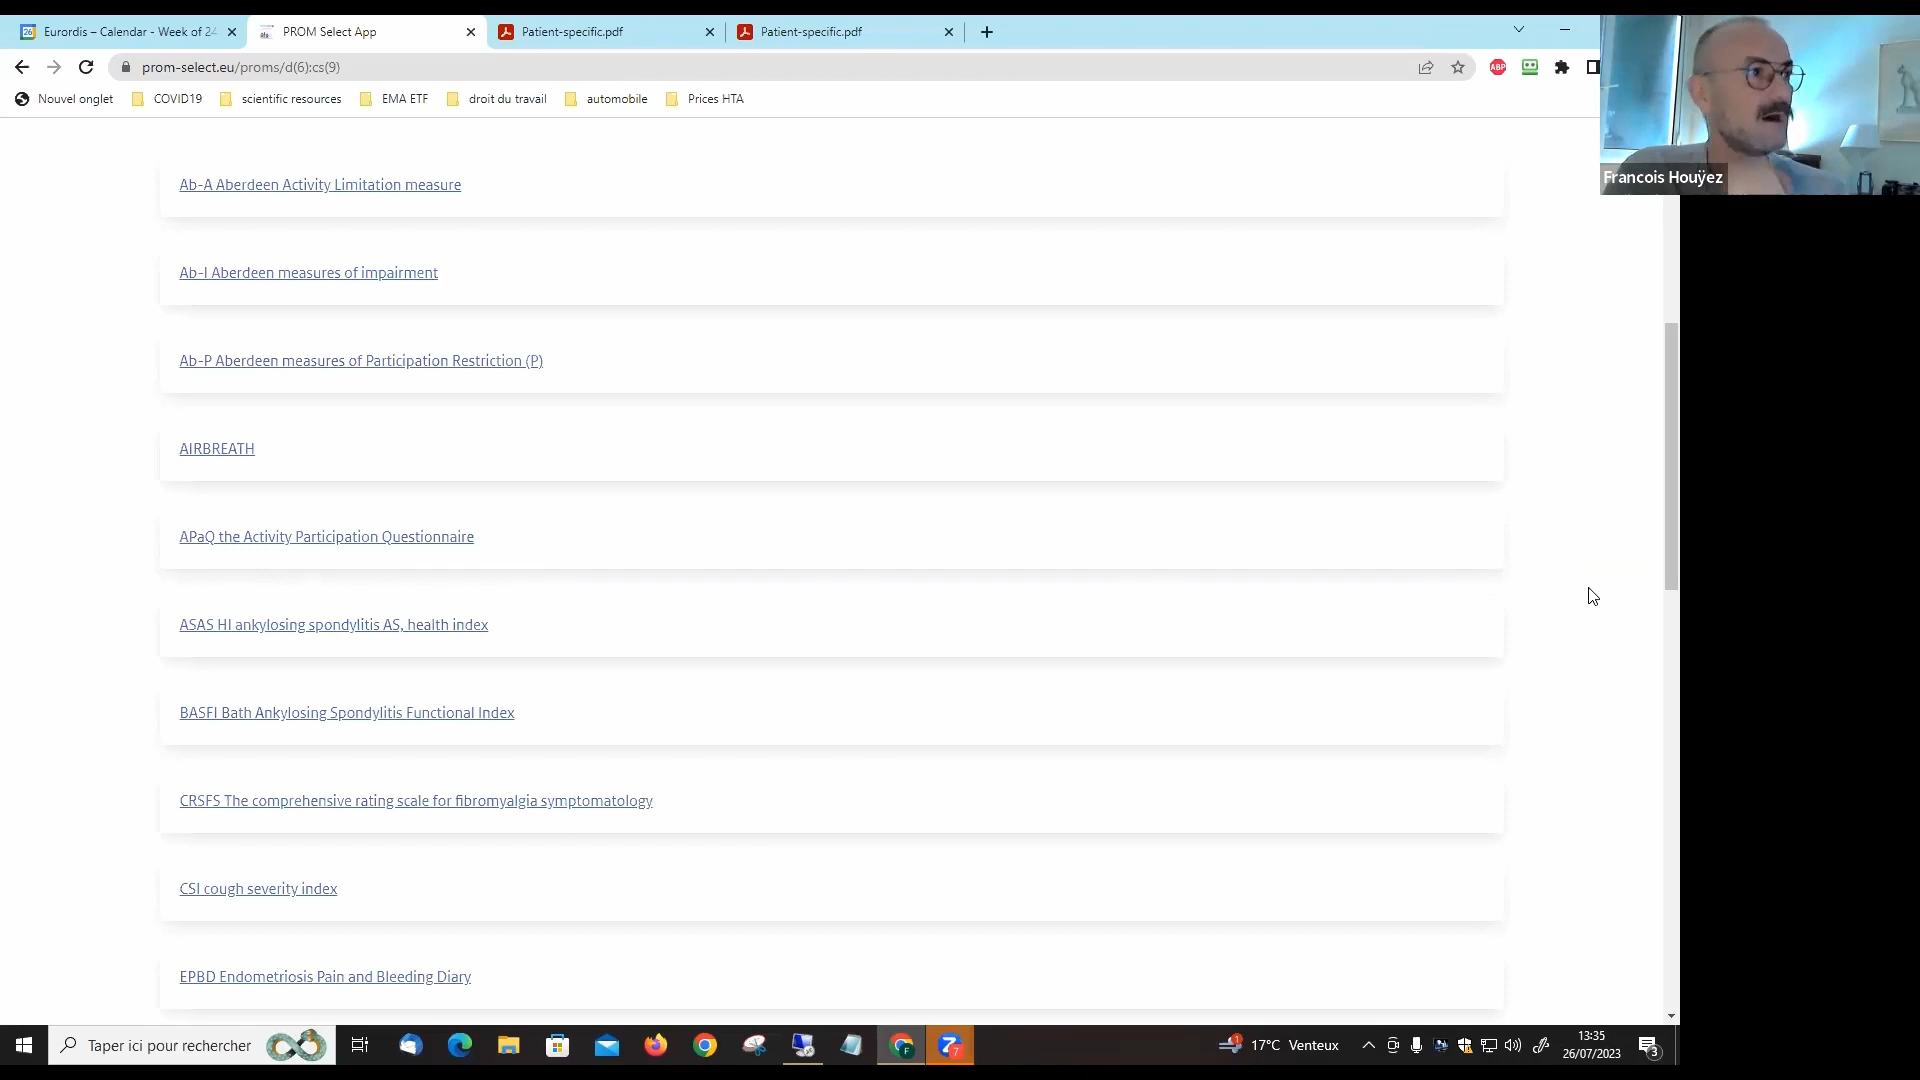 Eurordis – Calendar - Week of 24
PROM Select App
Patient-specific.pdf
Patient-specific.pdf
prom-select.eu/proms/d(6):cs(9)
ABP
Nouvel onglet
COVID19
scientific resources
EMA ETF
droit du travail
automobile
Prices HTA
Francois Houÿez
Ab-A Aberdeen Activity Limitation measure
Ab-I Aberdeen measures of impairment
Ab-P Aberdeen measures of Participation Restriction (P)
AIRBREATH
APaQ the Activity Participation Questionnaire
ASAS HI ankylosing spondylitis AS, health index
BASFI Bath Ankylosing Spondylitis Functional Index
CRSFS The comprehensive rating scale for fibromyalgia symptomatology
CSI cough severity index
EPBD Endometriosis Pain and Bleeding Diary
Taper ici pour rechercher
17°C Venteux
13:35
26/07/2023
3